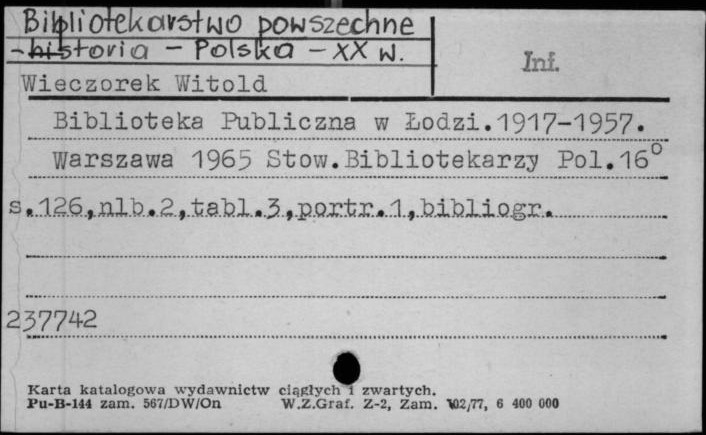 Bibliotekarstwo powszechne
- historia - Polska - XX w.
Inf.
Wieczorek Witold
Biblioteka Publiczna w Łodzi.1917-1957.
Warszawa 1965 Stow.Bibliotekarzy Pol.16°
s.126,nlb.2,tabl.3,portr.1,bibliogr.
237742
Karta katalogowa wydawnictw ciągłych i zwartych.
Pu-B-144 zam. 567/DW/On W.Z.Graf. Z-2, Zam. 102/77, 6 400 000